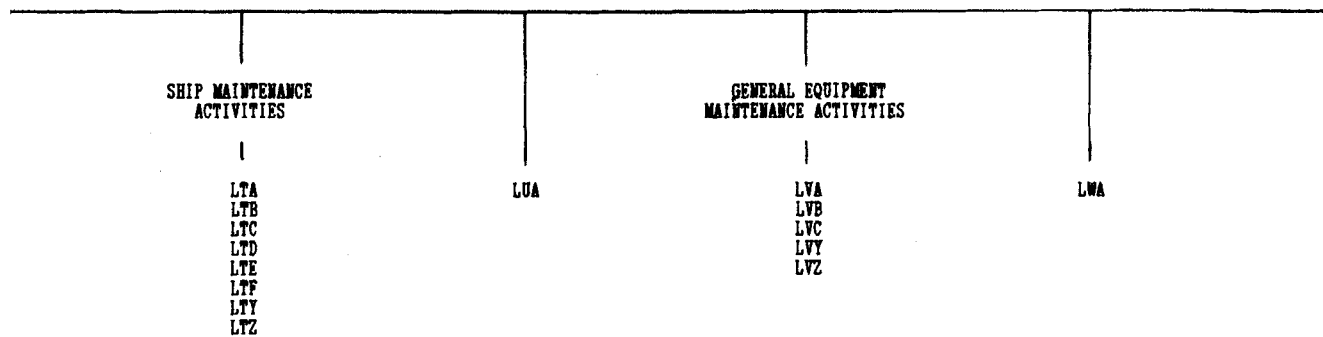 SHIP MAINTENANCE
ACTIVITIES
LTA
LTB
LTC
LTD
LTE
LTF
LTY
LTZ
LUA
GENERAL EQUIPMENT
MAINTENANCE ACTIVITIES
LVA
LVB
LVC
LVY
LVZ
LWA